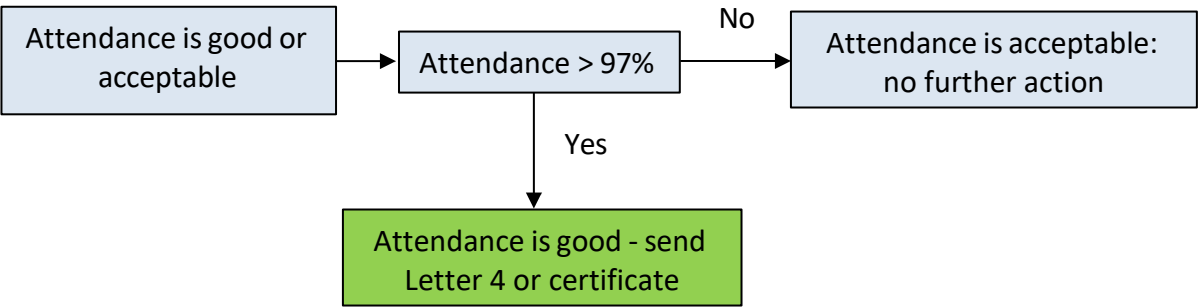 Attendance is good or
acceptable
Attendance > 97%
No
Attendance is acceptable:
no further action
Yes
Attendance is good - send
Letter 4 or certificate